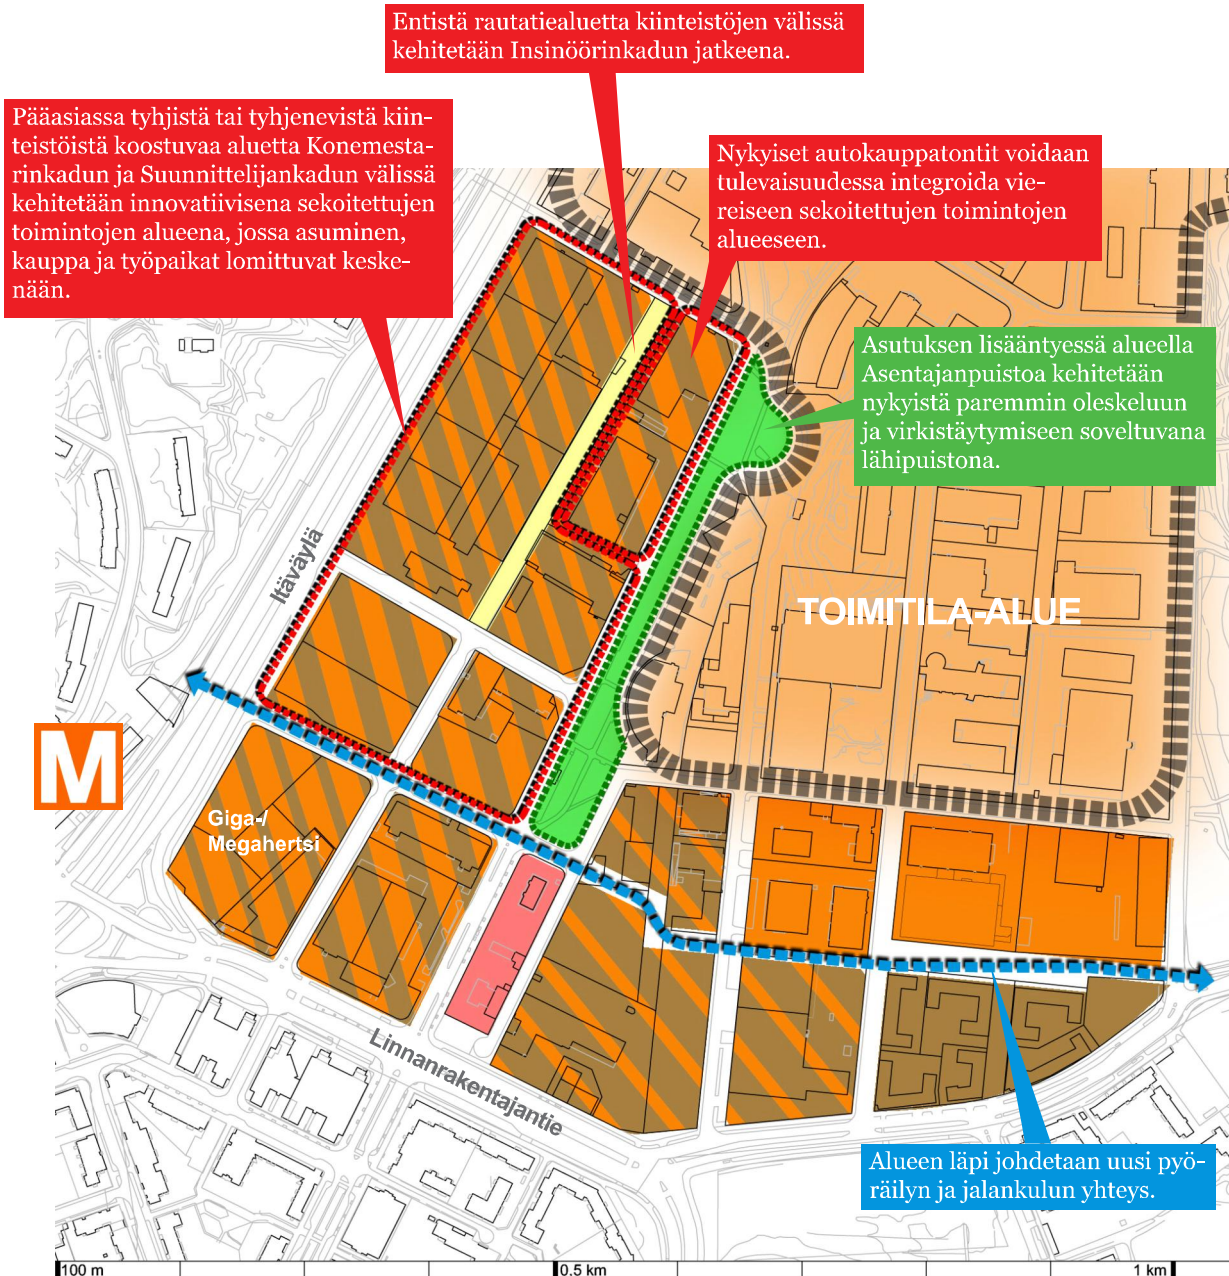 Entistä rautatiealuetta kiinteistöjen välissä
kehitetään Insinöörinkadun jatkeena.
Pääasiassa tyhjistä tai tyhjenevistä kiin-
teistöistä koostuvaa aluetta Konemesta-
rinkadun ja Suunnittelijankadun välissä
kehitetään innovatiivisena sekoitettujen
toimintojen alueena, jossa asuminen,
kauppa ja työpaikat lomittuvat keske-
nään.
Nykyiset autokauppatontit voidaan
tulevaisuudessa integroida vie-
reiseen sekoitettujen toimintojen
alueeseen.
Asutuksen lisääntyessä alueella
Asentajanpuistoa kehitetään
nykyistä paremmin oleskeluun
ja virkistäytymiseen soveltuvana
lähipuistona.
Itäväylä
TOIMITILA-ALUE
M
Giga-/
Megahertsi
Linnanrakentajantie
Alueen läpi johdetaan uusi pyö-
räilyn ja jalankulun yhteys.
100 m
0.5 km
1 km